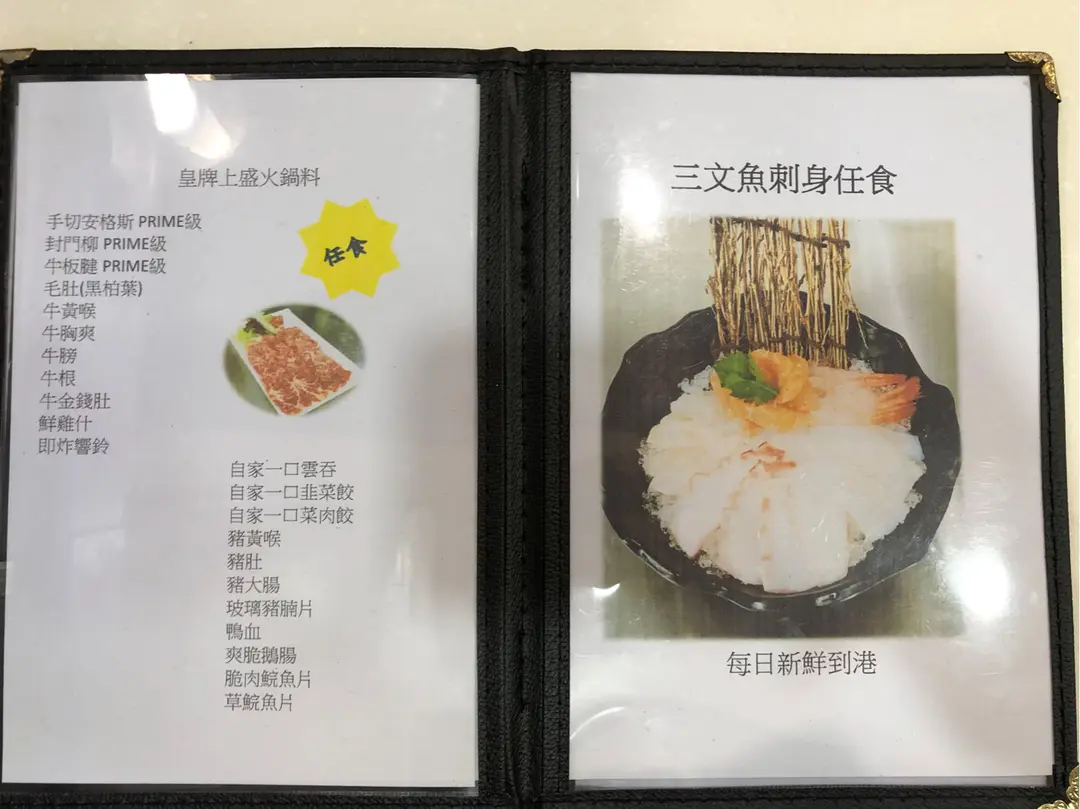 皇牌上盛火鍋料
手切安格斯 PRIME級
封門柳 PRIME級
牛板腱 PRIME級
毛肚(黑柏葉)
牛黃喉
牛胸爽
牛膀
牛根
牛金錢肚
鮮雞什
即炸響鈴
任食
自家一口雲吞
自家一口韭菜餃
自家一口菜肉餃
豬黃喉
豬肚
豬大腸
玻璃豬腩片
鴨血
爽脆鵝腸
脆肉鯇魚片
草鯇魚片
三文魚刺身任食
每日新鮮到港